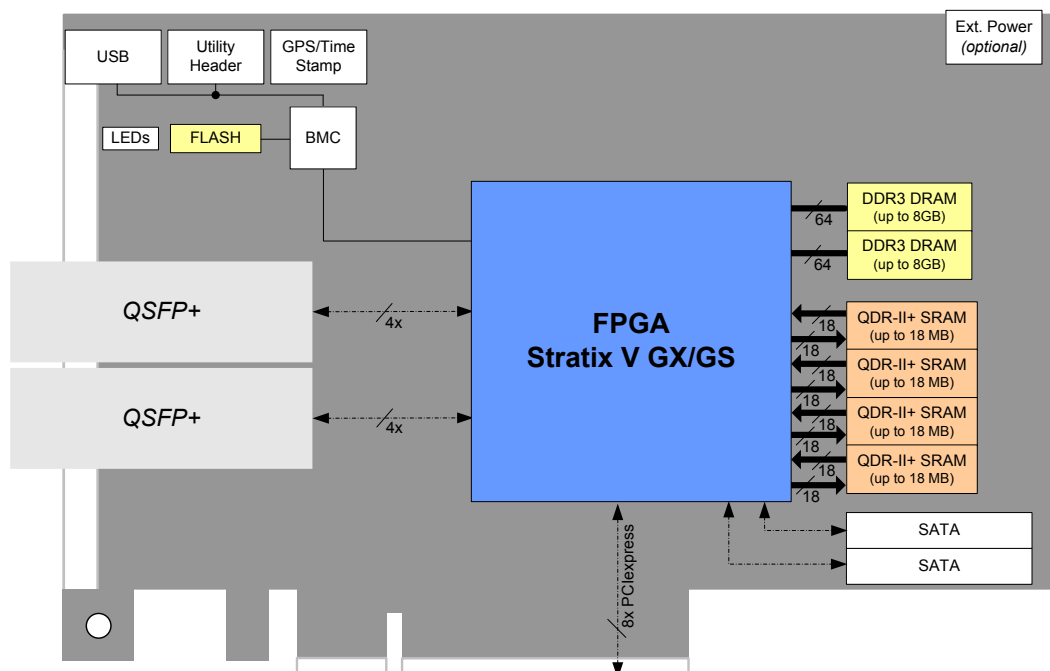 Ext. Power
(optional)
USB
Utility
Header
GPS/Time
Stamp
LEDs
FLASH
BMC
DDR3 DRAM
(up to 8GB)
64
DDR3 DRAM
(up to 8GB)
64
QSFP+
4x
FPGA
Stratix V GX/GS
QDR-II+ SRAM
(up to 18 MB)
18
18
QDR-II+ SRAM
(up to 18 MB)
18
18
QDR-II+ SRAM
(up to 18 MB)
18
18
QDR-II+ SRAM
(up to 18 MB)
18
18
QSFP+
4x
SATA
SATA
8x PCIexpress